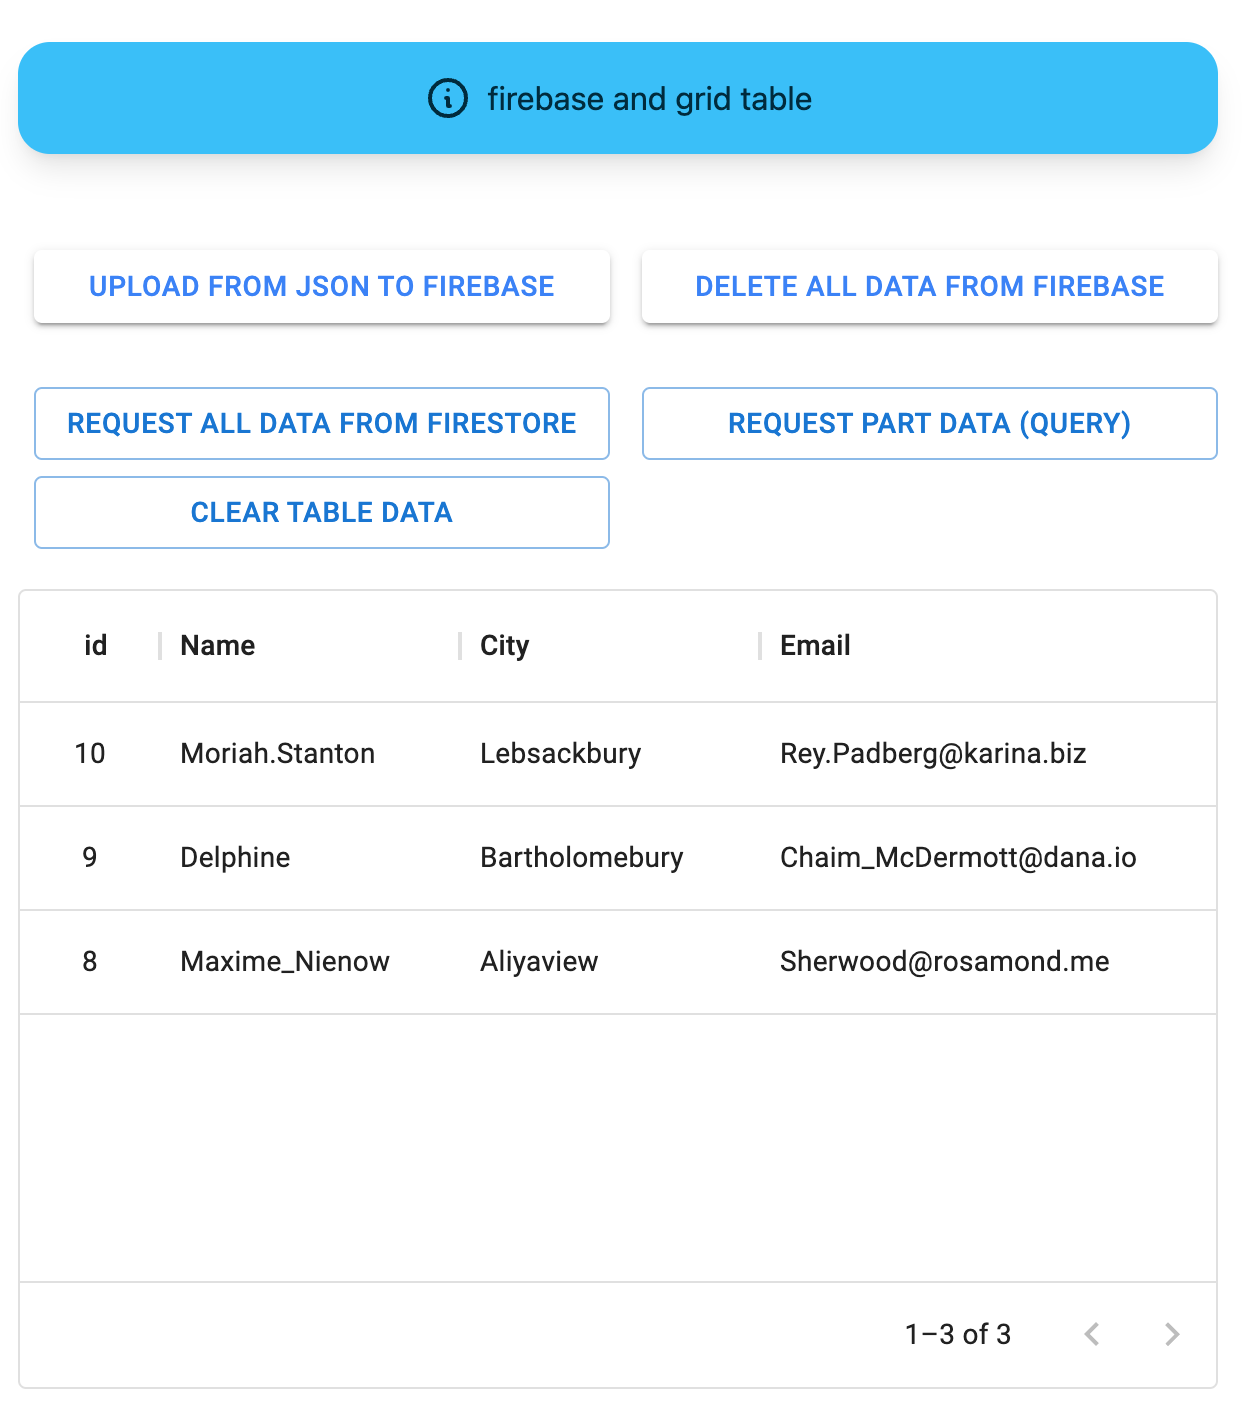 firebase and grid table
UPLOAD FROM JSON TO FIREBASE DELETE ALL DATA FROM FIREBASE
REQUEST ALL DATA FROM FIRESTORE REQUEST PART DATA (QUERY)
CLEAR TABLE DATA
id Name City Email
10 Moriah.Stanton Lebsackbury Rey.Padberg@karina.biz
9 Delphine Bartholomebury Chaim_McDermott@dana.io
8 Maxime_Nienow Aliyaview Sherwood@rosamond.me
1–3 of 3